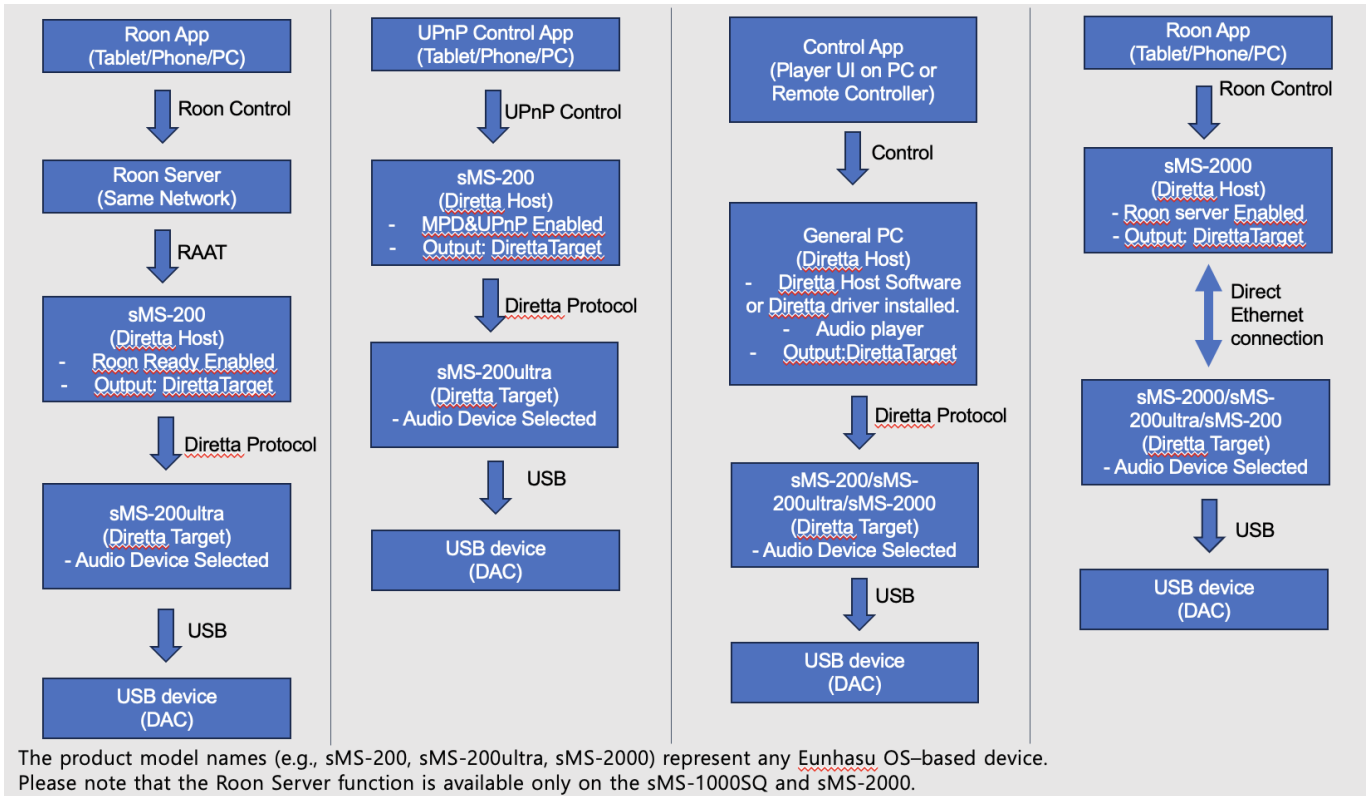 Roon App
(Tablet/Phone/PC)
Roon Control
Roon Server
(Same Network)
RAAT
sMS-200
(Diretta Host)
- Roon Ready Enabled
- Output: DirettaTarget
Diretta Protocol
sMS-200ultra
(Diretta Target)
- Audio Device Selected
USB
USB device
(DAC)
UPnP Control App
(Tablet/Phone/PC)
UPnP Control
sMS-200
(Diretta Host)
- MPD&UPnP Enabled
- Output: DirettaTarget
Diretta Protocol
sMS-200ultra
(Diretta Target)
- Audio Device Selected
USB
USB device
(DAC)
Control App
(Player UI on PC or
Remote Controller)
Control
General PC
(Diretta Host)
- Diretta Host Software
or Diretta driver installed.
- Audio player
- Output:DirettaTarget
Diretta Protocol
sMS-200/sMS-
200ultra/sMS-2000
(Diretta Target)
- Audio Device Selected
USB
USB device
(DAC)
Roon App
(Tablet/Phone/PC)
Roon Control
sMS-2000
(Diretta Host)
- Roon server Enabled
- Output: DirettaTarget
Direct
Ethernet
connection
sMS-2000/sMS-
200ultra/sMS-200
(Diretta Target)
- Audio Device Selected
USB
USB device
(DAC)
The product model names (e.g., sMS-200, sMS-200ultra, sMS-2000) represent any Eunhasu OS–based device.
Please note that the Roon Server function is available only on the sMS-1000SQ and sMS-2000.